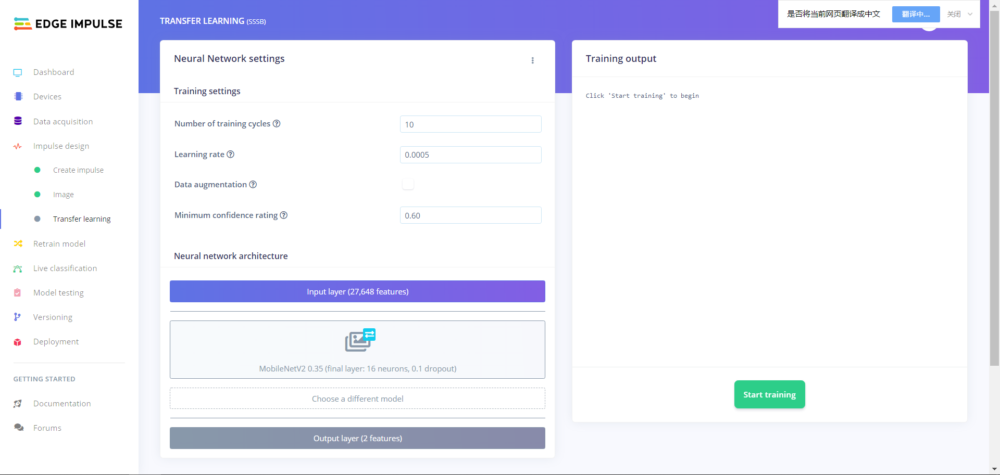 EDGE IMPULSE
Dashboard
Devices
Data acquisition
Impulse design
Create impulse
Image
Transfer learning
Retrain model
Live classification
Model testing
Versioning
Deployment
GETTING STARTED
Documentation
Forums
TRANSFER LEARNING (SSSB)
是否将当前网页翻译成中文 翻译中... 关闭
Neural Network settings
Training settings
Number of training cycles ? 10
Learning rate ? 0.0005
Data augmentation ?
Minimum confidence rating ? 0.60
Neural network architecture
Input layer (27,648 features)
MobileNetV2 0.35 (final layer: 16 neurons, 0.1 dropout)
Choose a different model
Output layer (2 features)
Training output
Click 'Start training' to begin
Start training